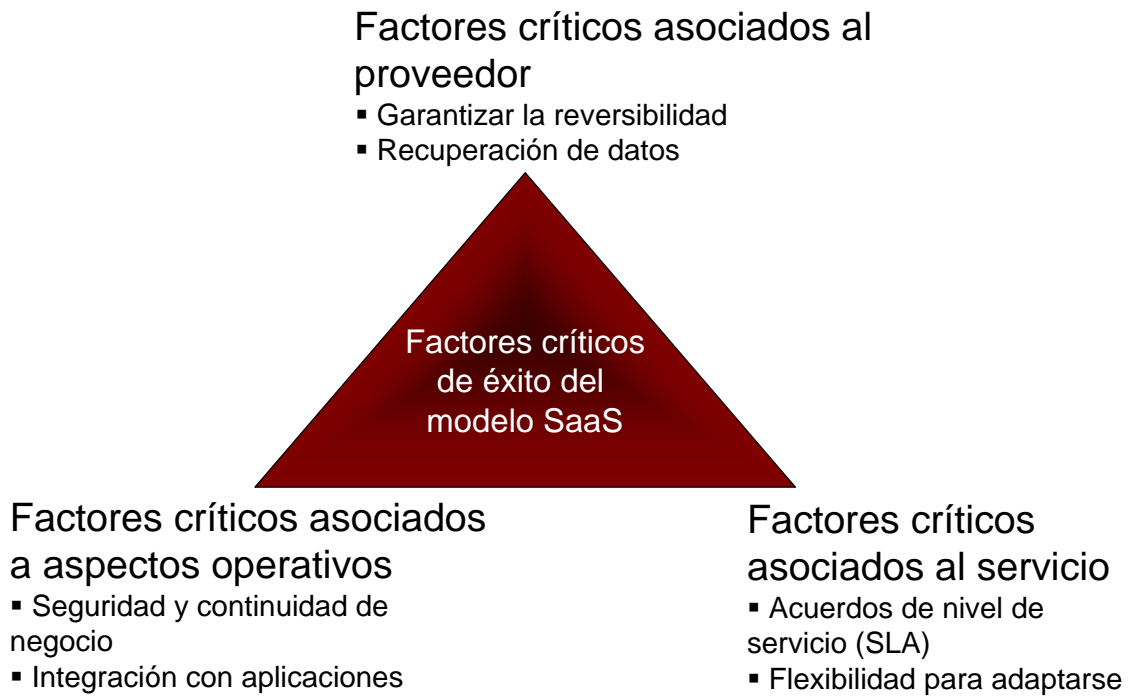 Factores críticos asociados al
proveedor
▪ Garantizar la reversibilidad
▪ Recuperación de datos
Factores críticos
de éxito del
modelo SaaS
Factores críticos asociados
a aspectos operativos
▪ Seguridad y continuidad de
negocio
▪ Integración con aplicaciones
Factores críticos
asociados al servicio
▪ Acuerdos de nivel de
servicio (SLA)
▪ Flexibilidad para adaptarse